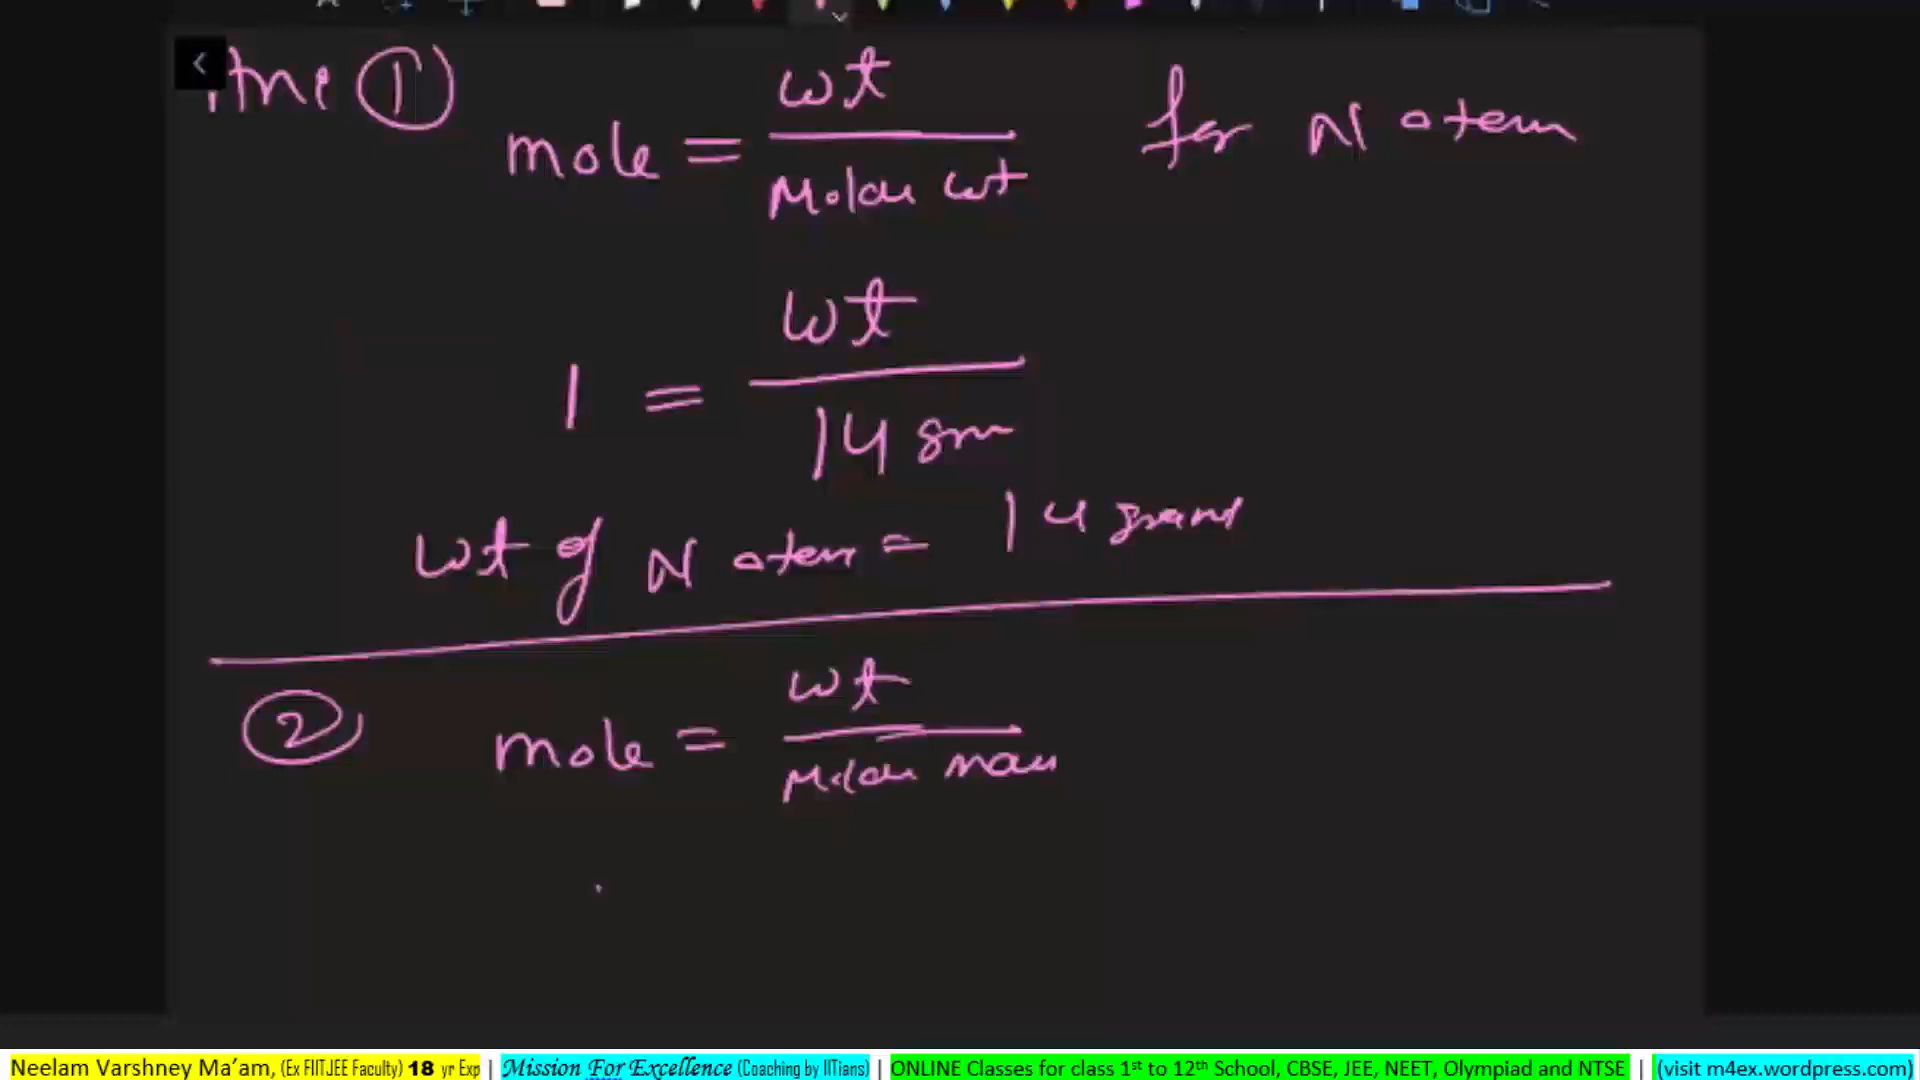 ①
mole = wt / Molar wt for N atom
1 = wt / 14 gm
wt of N atom = 14 grams
② mole = wt / Molar mass
Neelam Varshney Ma’am, (Ex FIITJEE Faculty) 18 yr Exp | Mission For Excellence (Coaching by IITians) | ONLINE Classes for class 1st to 12th School, CBSE, JEE, NEET, Olympiad and NTSE | (visit m4ex.wordpress.com)